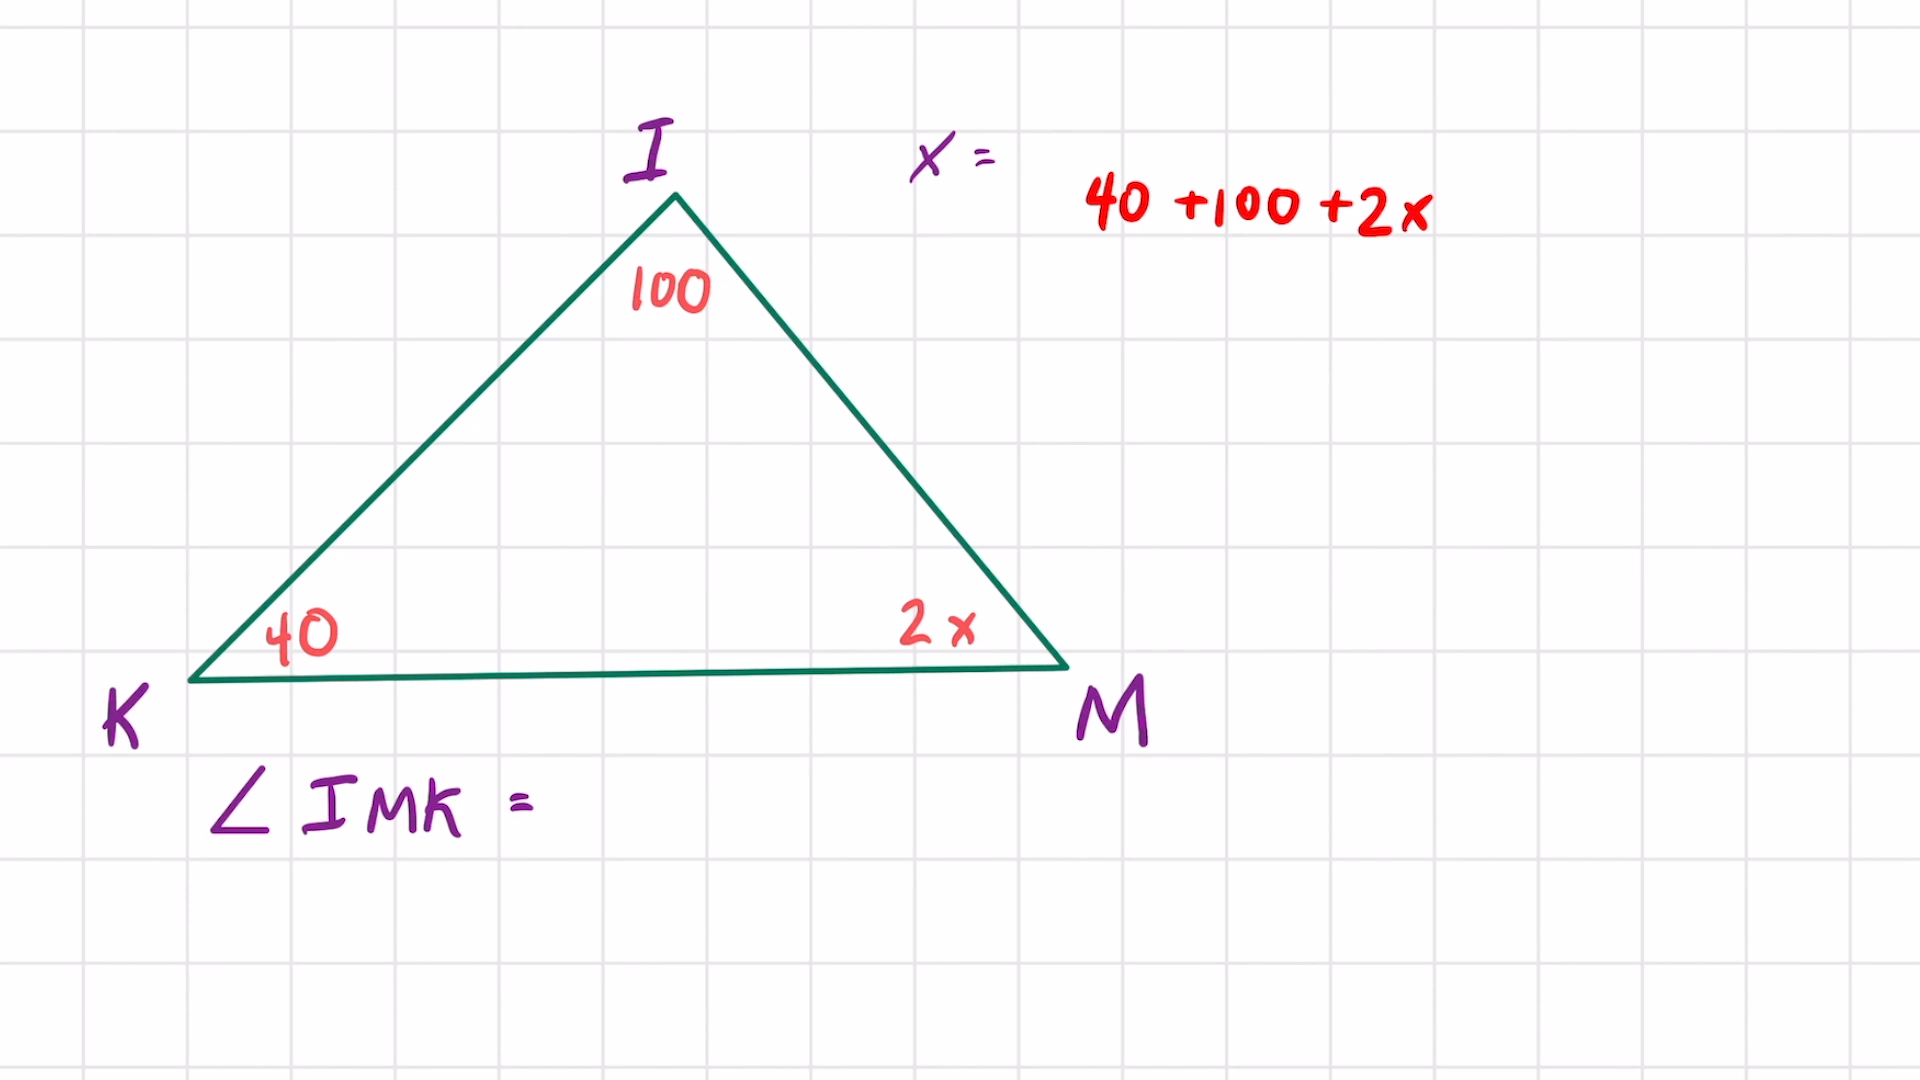 I
x =
40 + 100 + 2x
100
40
2x
K
M
∠ IMK =